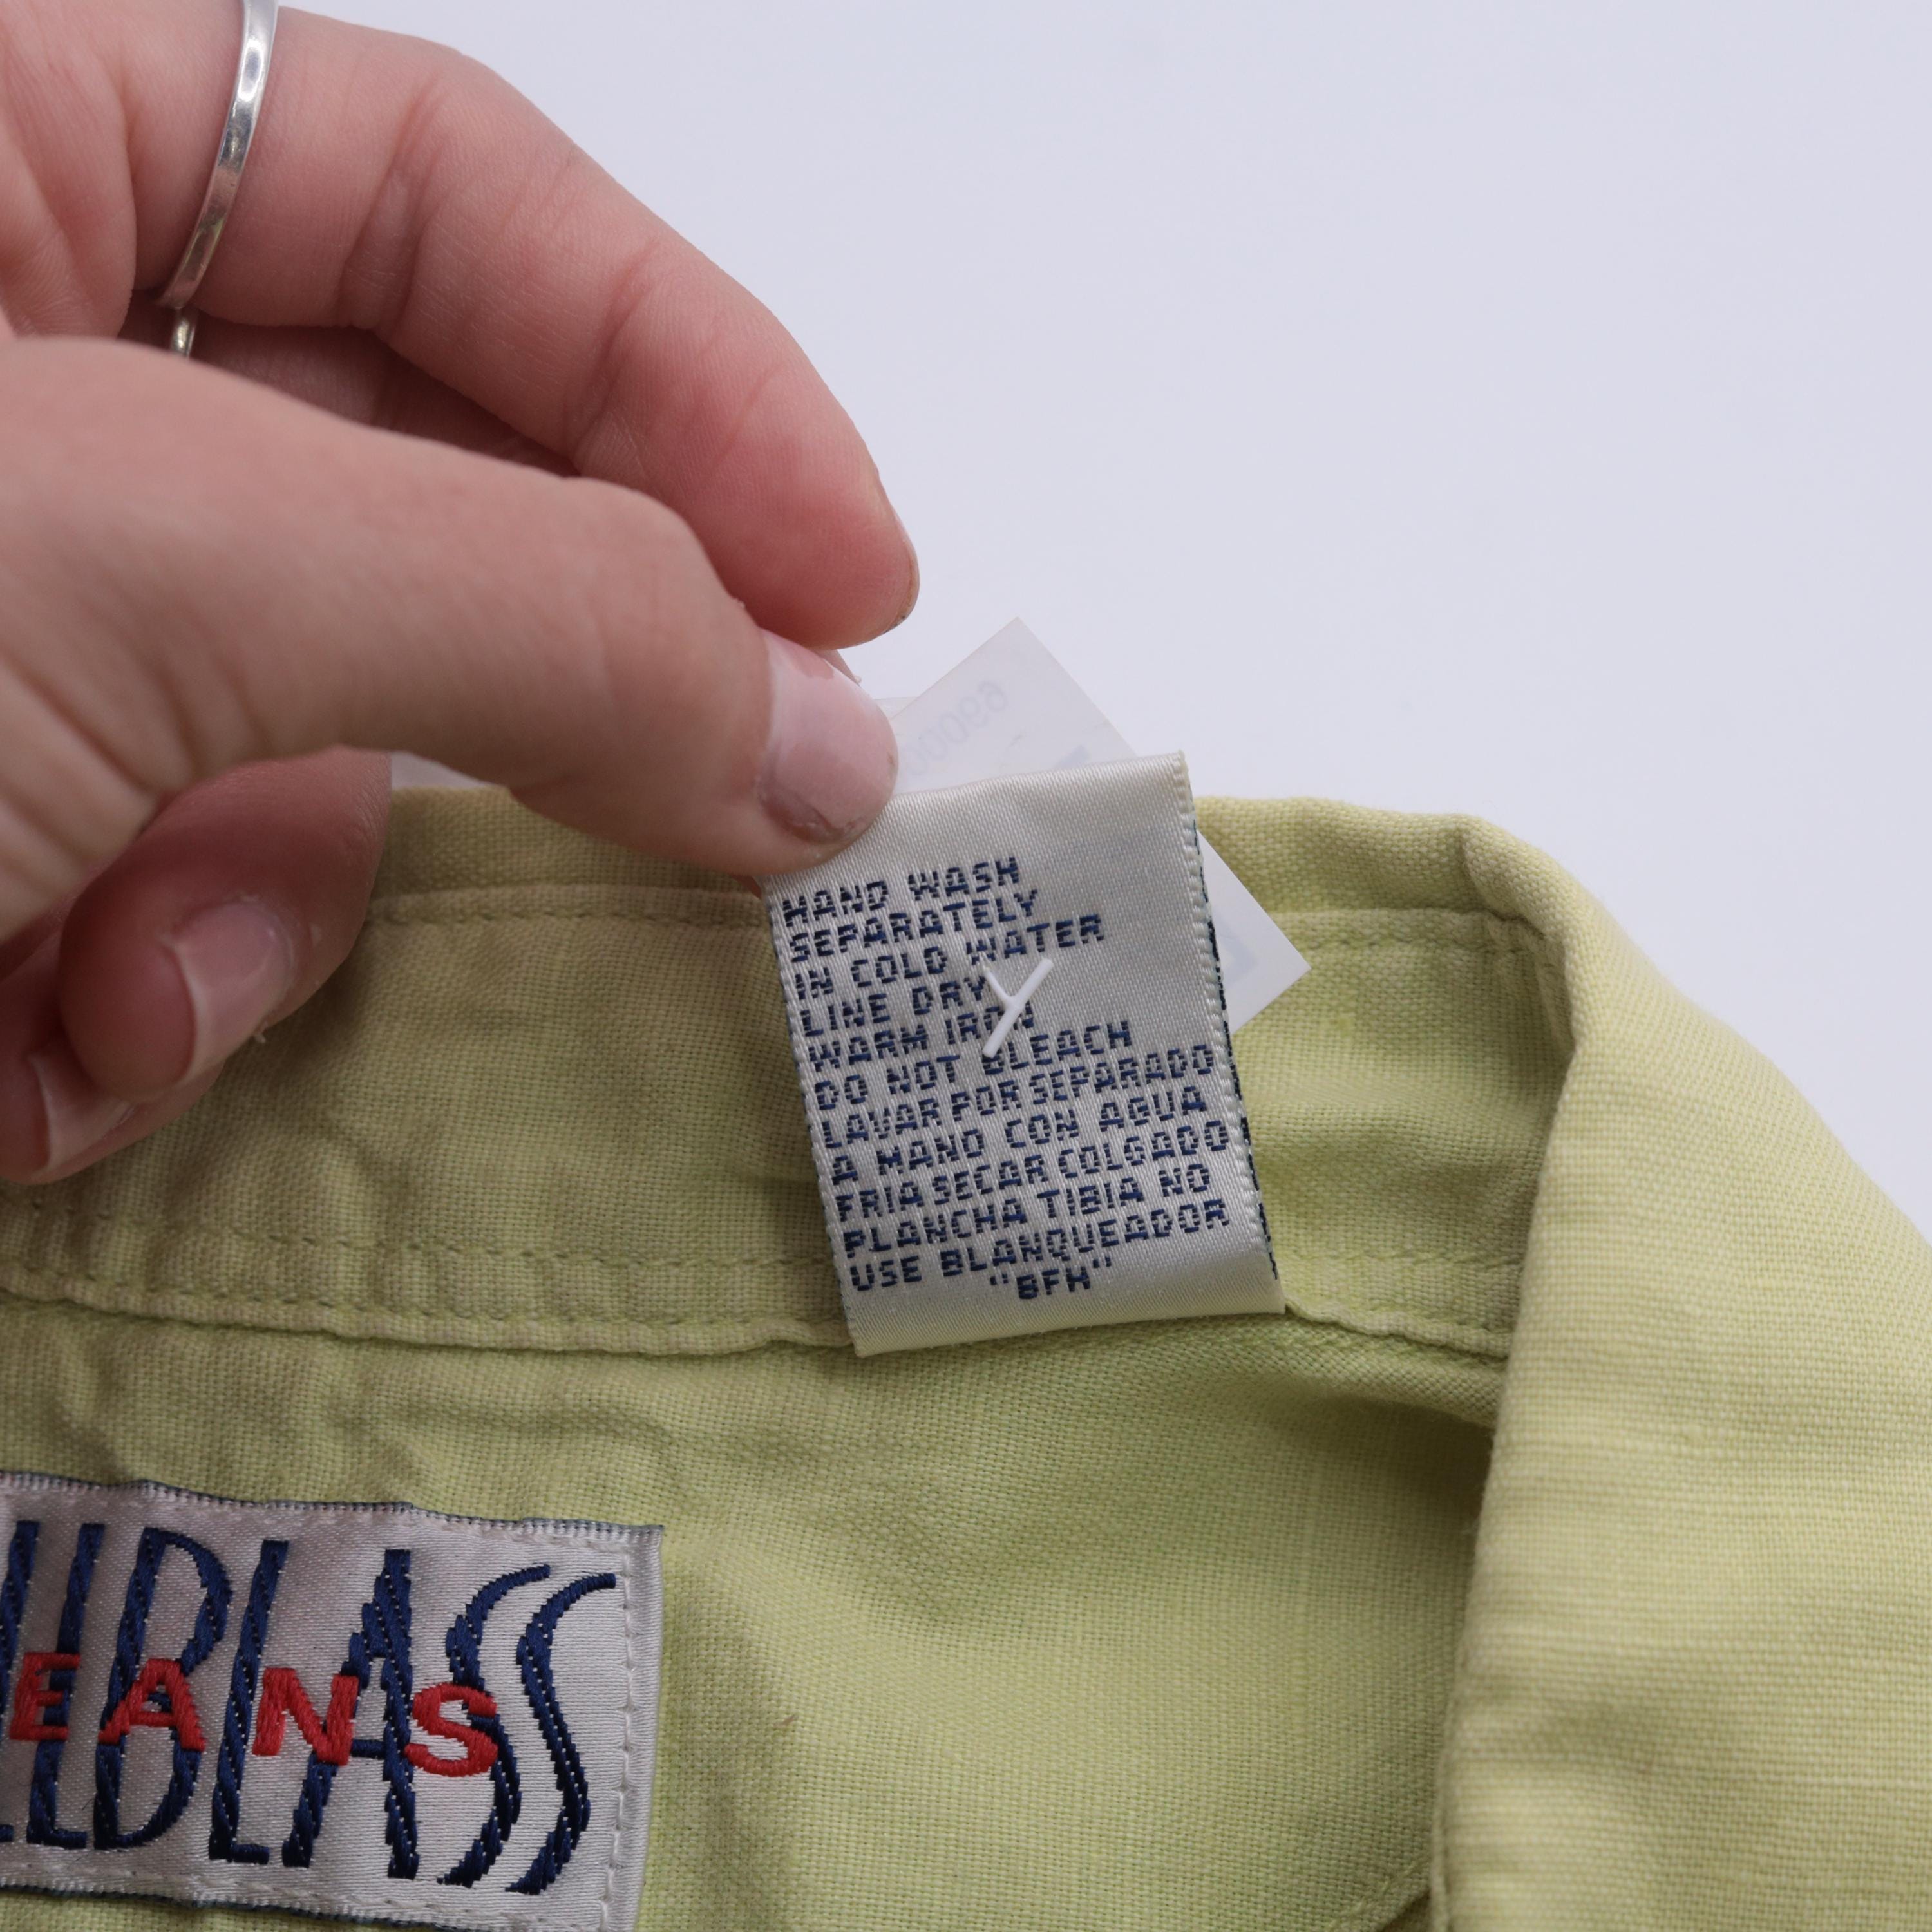 HAND WASH
SEPARATELY
IN COLD WATER
LINE DRY
WARM IRON
DO NOT BLEACH
LAVAR POR SEPARADO
A MANO CON AGUA
FRIA SECAR COLGADO
PLANCHA TIBIA NO
USE BLANQUEADOR
"BFH"
BLASS
EANS